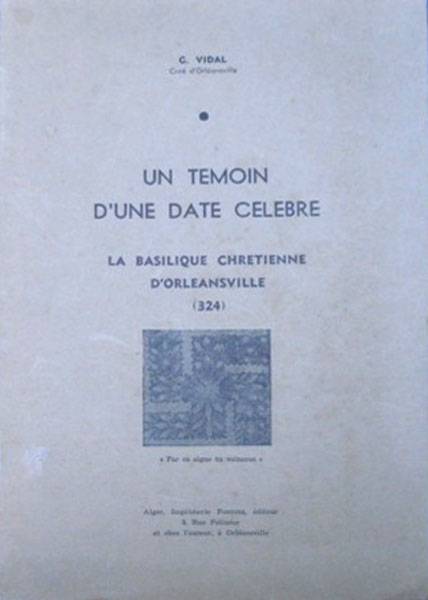 G. VIDAL
Curé d'Orléansville
UN TEMOIN
D'UNE DATE CELEBRE
LA BASILIQUE CHRETIENNE
D'ORLEANSVILLE
(324)
« Par ce signe tu vaincras »
Alger, Imprimerie Fontana, éditeur
3, Rue Pelissier
et chez l'auteur, à Orléansville